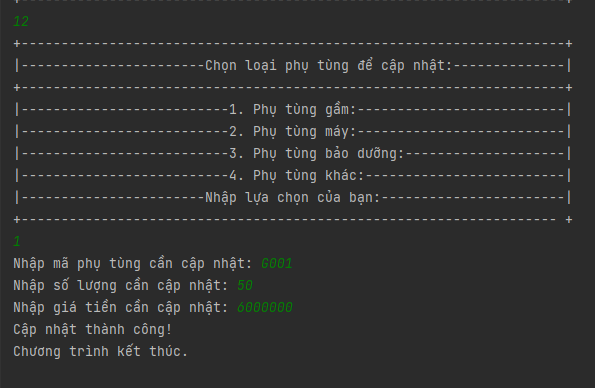 12
+--------------------------------------------------------------------+
|-----------------------Chọn loại phụ tùng để cập nhật:--------------|
+--------------------------------------------------------------------+
|--------------------------1. Phụ tùng gầm:--------------------------|
|--------------------------2. Phụ tùng máy:--------------------------|
|--------------------------3. Phụ tùng bảo dưỡng:--------------------|
|--------------------------4. Phụ tùng khác:-------------------------|
|-----------------------Nhập lựa chọn của bạn:-----------------------|
+------------------------------------------------------------------- +
1
Nhập mã phụ tùng cần cập nhật: G001
Nhập số lượng cần cập nhật: 50
Nhập giá tiền cần cập nhật: 6000000
Cập nhật thành công!
Chương trình kết thúc.